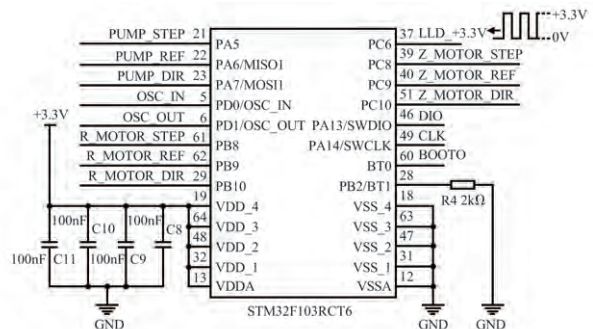 PUMP_STEP 21 PA5 PC6 37 LLD_+3.3V +3.3V
0V
PUMP_REF 22 PA6/MISO1 PC8 39 Z_MOTOR_STEP
PUMP_DIR 23 PA7/MOSI1 PC9 40 Z_MOTOR_REF
OSC_IN 5 PD0/OSC_IN PC10 51 Z_MOTOR_DIR
OSC_OUT 6 PD1/OSC_OUT PA13/SWDIO 46 DIO
+3.3V
R_MOTOR_STEP 61 PB8 PA14/SWCLK 49 CLK
R_MOTOR_REF 62 PB9 BT0 60 BOOTO
R_MOTOR_DIR 29 PB10 PB2/BT1 28
R4 2kΩ
19 VDD_4 VSS_4 18
100nF 100nF 64 VDD_3 VSS_3 63
C10 C8
48 VDD_2 VSS_2 47
100nF C11 100nF C9 32 VDD_1 VSS_1 31
13 VDDA VSSA 12
STM32F103RCT6
GND GND GND